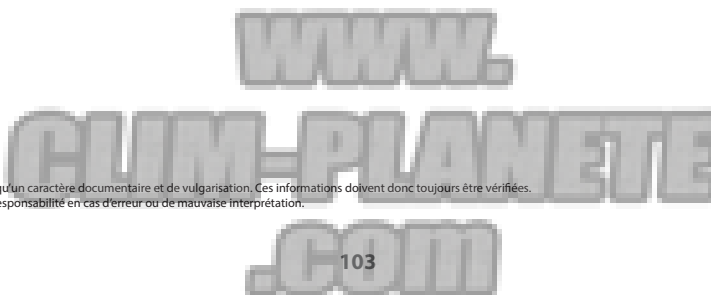 WWW.
CLIM-PLANETE
qu'un caractère documentaire et de vulgarisation. Ces informations doivent donc toujours être vérifiées.
esponsabilité en cas d'erreur ou de mauvaise interprétation.
.com
103